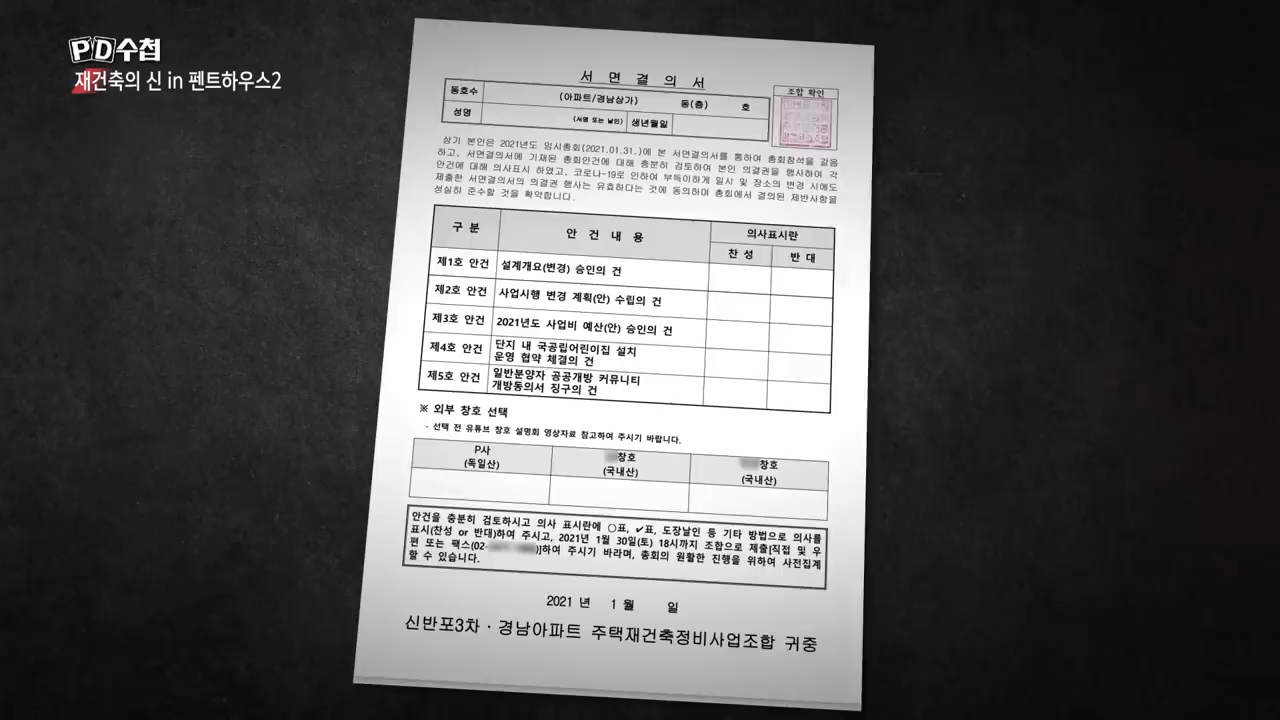 PD수첩
재건축의 신 in 펜트하우스2
서 면 결 의 서
동호수 (아파트/경남상가) 동(층) 호
성명 (서명 또는 날인) 생년월일
조합 확인
상기 본인은 2021년도 임시총회(2021.01.31.)에 본 서면결의서를 통하여 총회참석을 갈음
하고, 서면결의서에 기재된 총회안건에 대해 충분히 검토하여 본인 의결권을 행사하여 각
안건에 대해 의사표시 하였고, 코로나-19로 인하여 부득이하게 일시 및 장소의 변경 시에도
제출한 서면결의서의 의결권 행사는 유효하다는 것에 동의하며 총회에서 결의된 제반사항을
성실히 준수할 것을 확약합니다.
구 분 안 건 내 용 의사표시란
찬 성 반 대
제1호 안건 설계개요(변경) 승인의 건
제2호 안건 사업시행 변경 계획(안) 수립의 건
제3호 안건 2021년도 사업비 예산(안) 승인의 건
제4호 안건 단지 내 국공립어린이집 설치
운영 협약 체결의 건
제5호 안건 일반분양자 공공개방 커뮤니티
개방동의서 징구의 건
※ 외부 창호 선택
- 선택 전 유튜브 창호 설명회 영상자료 참고하여 주시기 바랍니다.
P사 창호 창호
(독일산) (국내산) (국내산)
안건을 충분히 검토하시고 의사 표시란에 ○표, ✔표, 도장날인 등 기타 방법으로 의사를
표시(찬성 or 반대)하여 주시고, 2021년 1월 30일(토) 18시까지 조합으로 제출[직접 및 우
편 또는 팩스(02- )]하여 주시기 바라며, 총회의 원활한 진행을 위하여 사전집계
할 수 있습니다.
2021 년 1 월 일
신반포3차 · 경남아파트 주택재건축정비사업조합 귀중